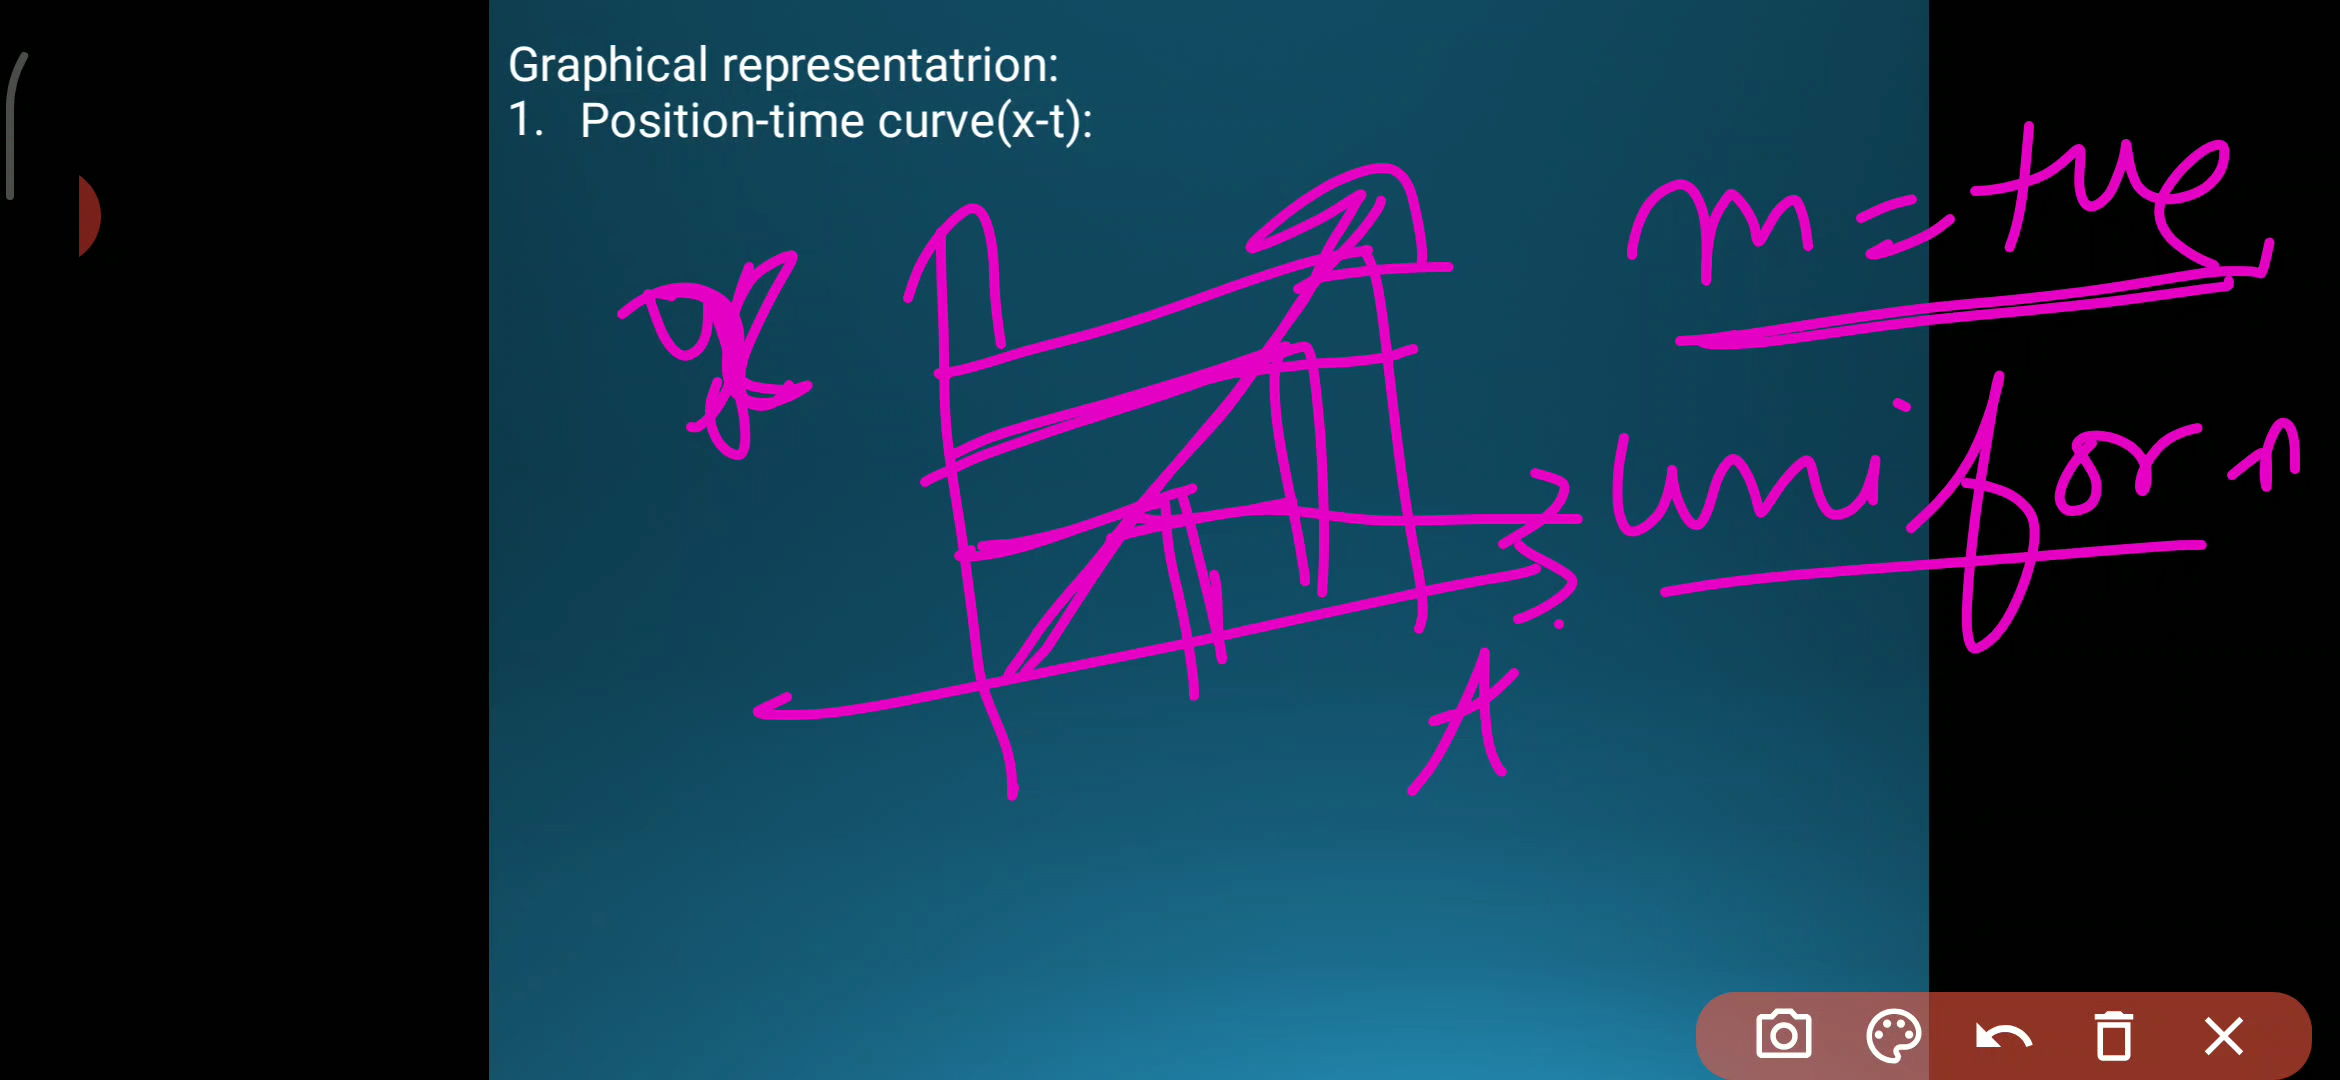 Graphical representatrion:
1. Position-time curve(x-t):
m = +ve
x
uniform
t